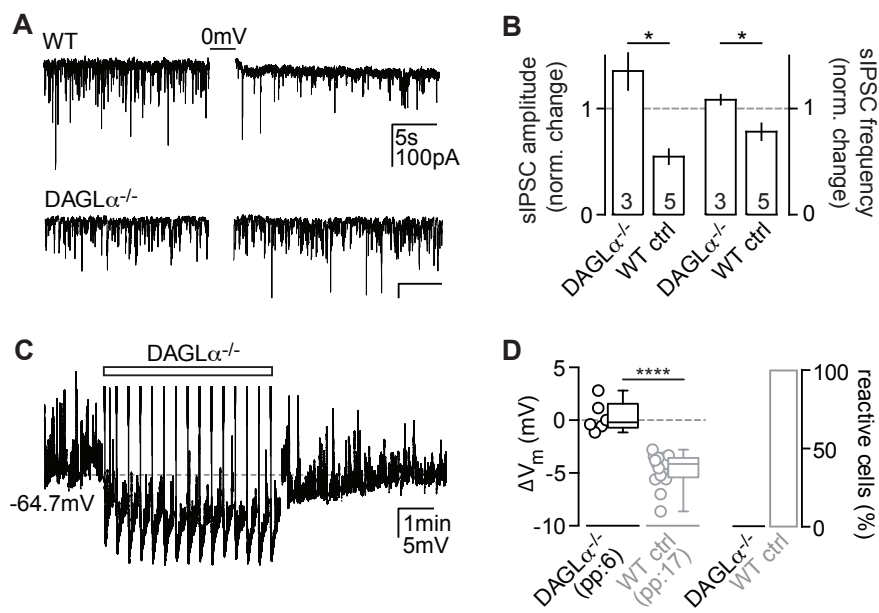 A
WT
0mV
5s
100pA
DAGLα-/-
B
sIPSC amplitude
(norm. change)
1
0
3
5
3
5
*
*
1
0
sIPSC frequency
(norm. change)
DAGLα-/-
WT ctrl
DAGLα-/-
WT ctrl
C
DAGLα-/-
-64.7mV
1min
5mV
D
ΔVm (mV)
5
0
-5
-10
****
DAGLα-/-
(pp:6)
WT ctrl
(pp:17)
DAGLα-/-
WT ctrl
100
50
0
reactive cells (%)